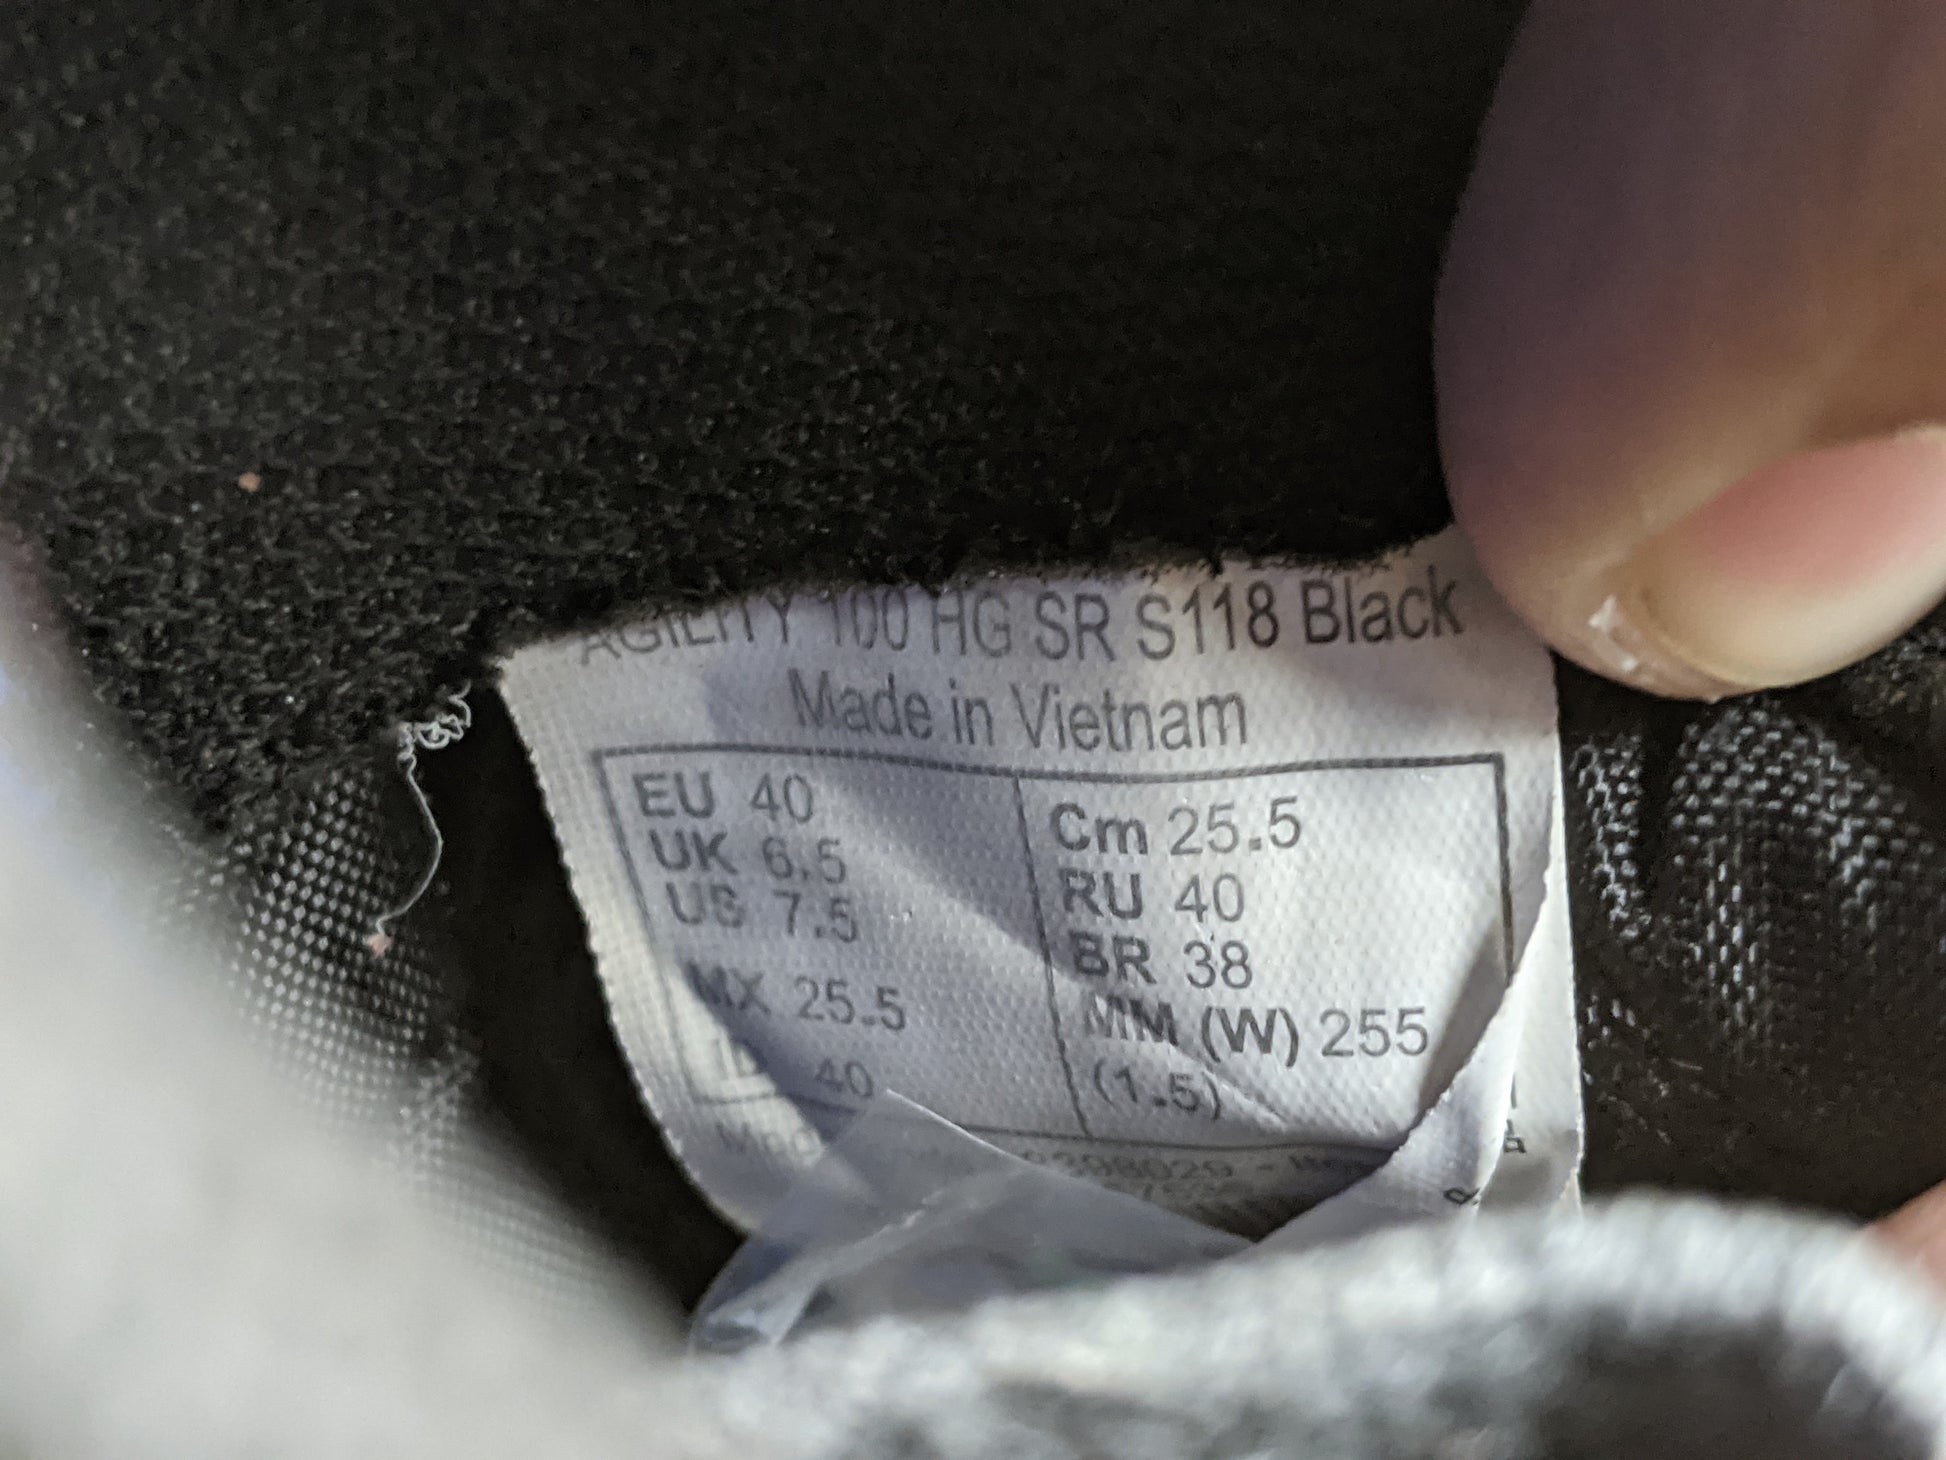 AGILITY 100 HG SR S118 Black
Made in Vietnam
EU 40
UK 6.5
US 7.5
MX 25.5
40
Cm 25.5
RU 40
BR 38
MM (W) 255
(1.5)